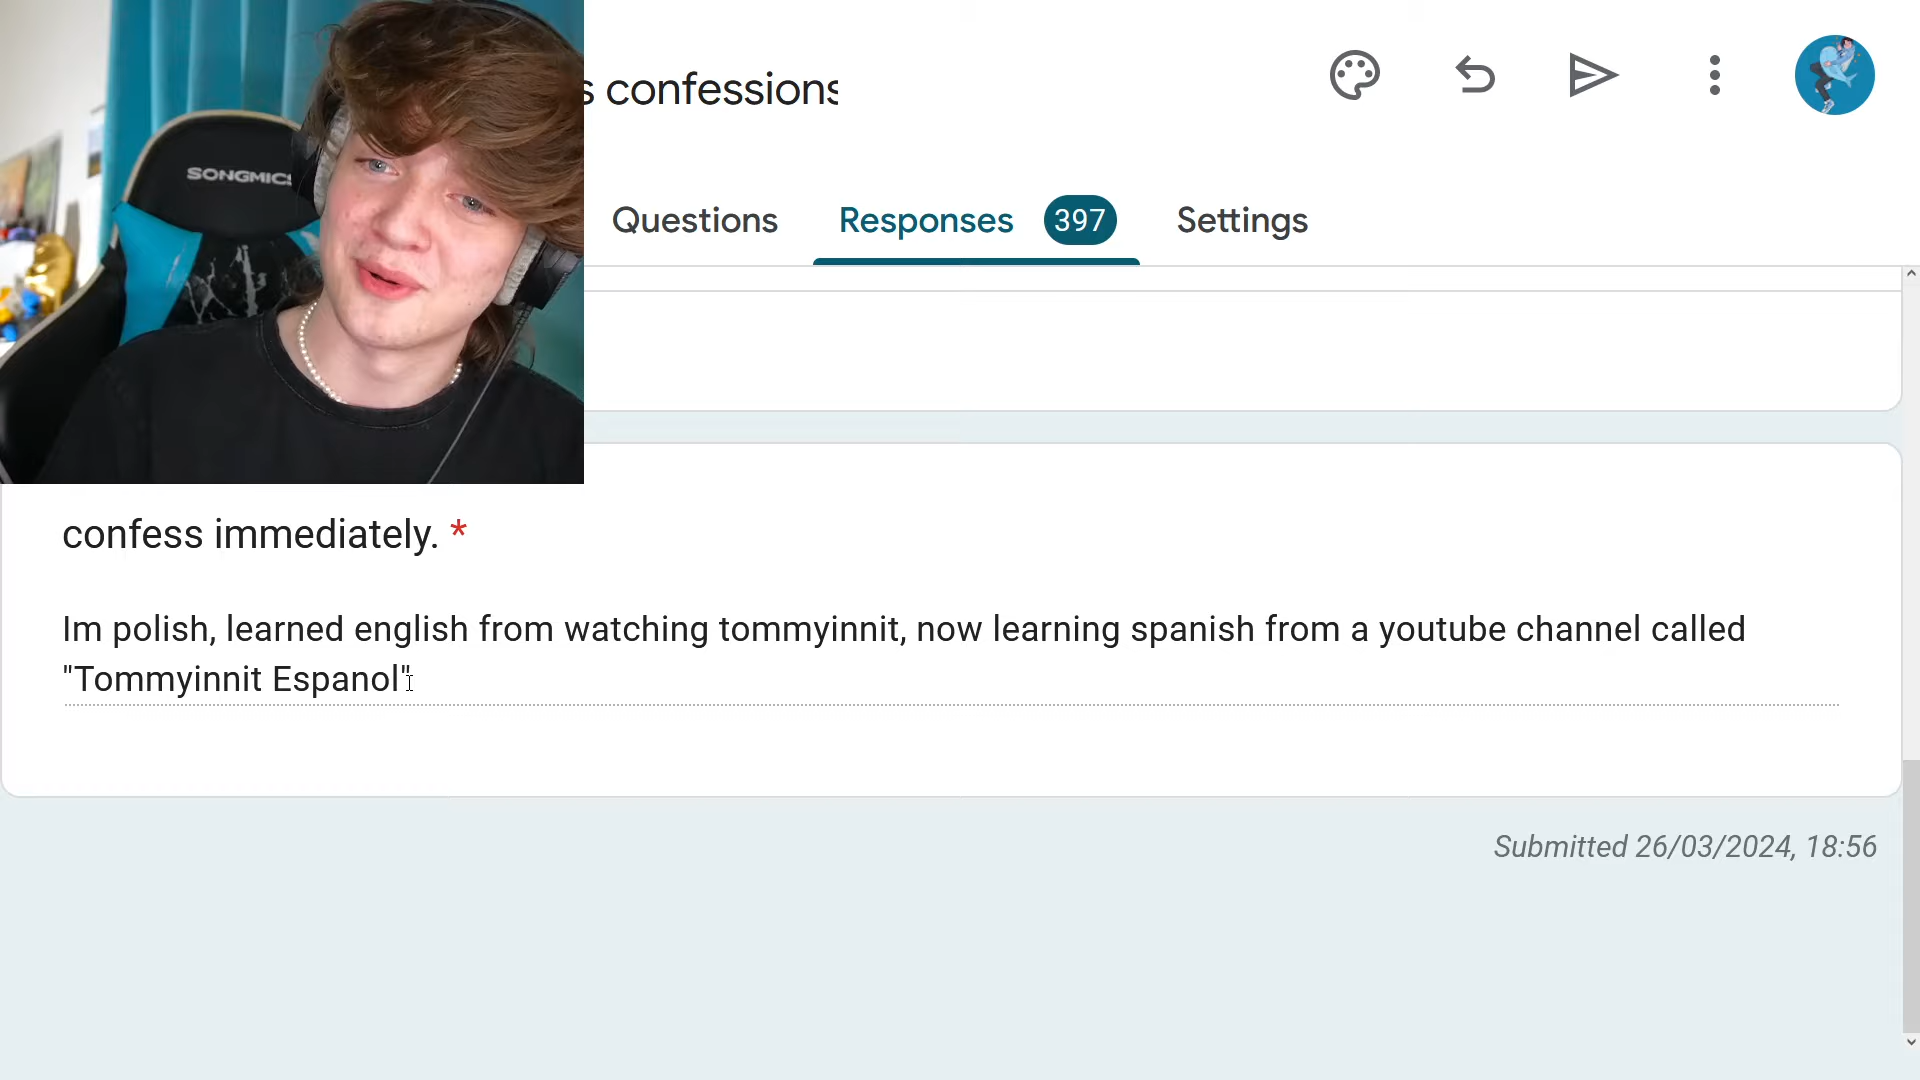 SONGMICS
s confessions
Questions
Responses
397
Settings
confess immediately. *
Im polish, learned english from watching tommyinnit, now learning spanish from a youtube channel called
"Tommyinnit Espanol"
Submitted 26/03/2024, 18:56